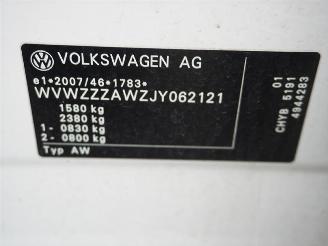 VOLKSWAGEN AG
e1*2007/46*1783*
WVWZZZAWZJY062121
1580 kg
2380 kg
1- 0830 kg
2- 0800 kg
Typ AW
01
CHYB 5191
4944283